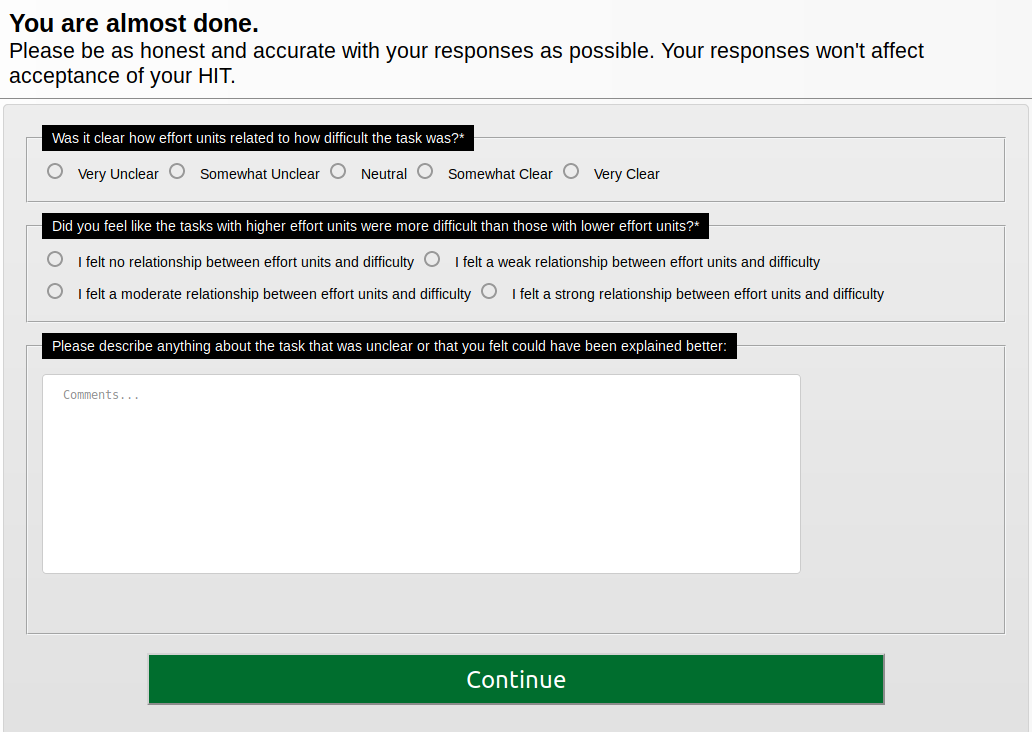 You are almost done.
Please be as honest and accurate with your responses as possible. Your responses won't affect
acceptance of your HIT.
Was it clear how effort units related to how difficult the task was?*
Very Unclear Somewhat Unclear Neutral Somewhat Clear Very Clear
Did you feel like the tasks with higher effort units were more difficult than those with lower effort units?*
I felt no relationship between effort units and difficulty I felt a weak relationship between effort units and difficulty
I felt a moderate relationship between effort units and difficulty I felt a strong relationship between effort units and difficulty
Please describe anything about the task that was unclear or that you felt could have been explained better:
Comments...
Continue